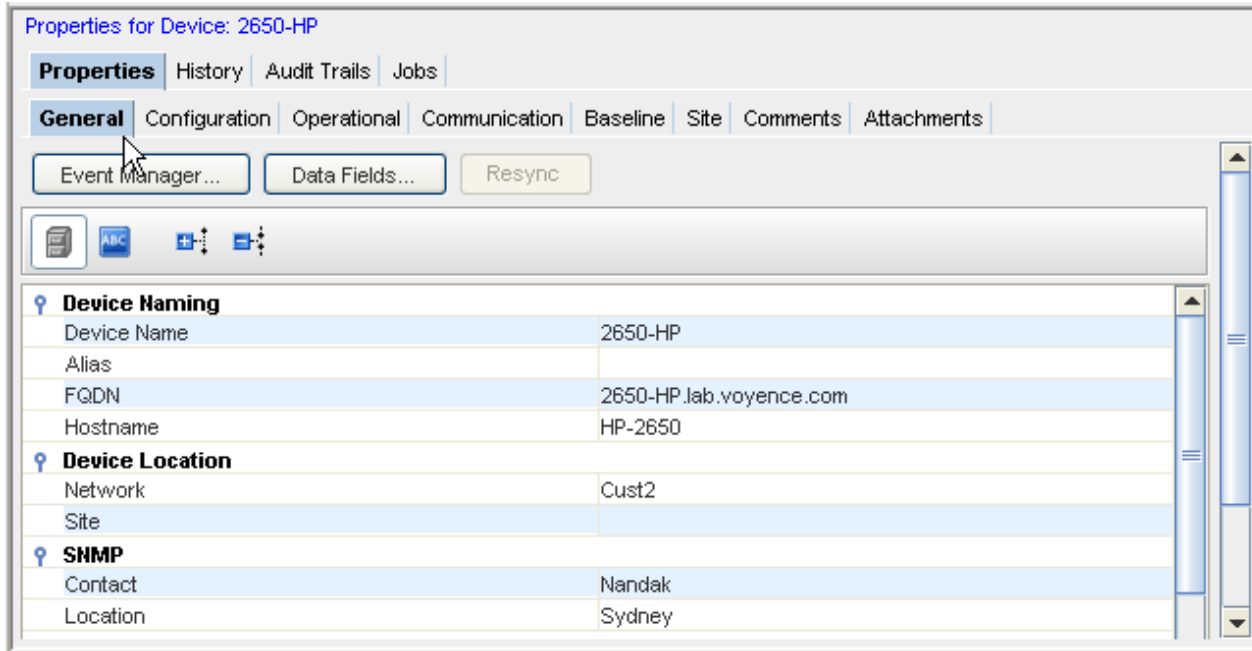 Properties for Device: 2650-HP
Properties History Audit Trails Jobs
General Configuration Operational Communication Baseline Site Comments Attachments
Event Manager... Data Fields... Resync
ABC
Device Naming
Device Name 2650-HP
Alias
FQDN 2650-HP.lab.voyence.com
Hostname HP-2650
Device Location
Network Cust2
Site
SNMP
Contact Nandak
Location Sydney